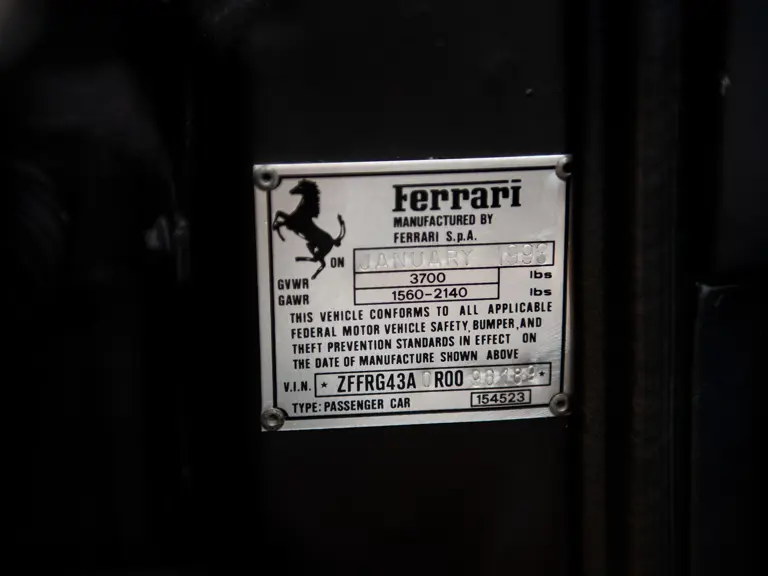 Ferrari
MANUFACTURED BY
FERRARI S.p.A.
ON JANUARY
GVWR 3700 lbs
GAWR 1560-2140 lbs
THIS VEHICLE CONFORMS TO ALL APPLICABLE
FEDERAL MOTOR VEHICLE SAFETY, BUMPER, AND
THEFT PREVENTION STANDARDS IN EFFECT ON
THE DATE OF MANUFACTURE SHOWN ABOVE
V.I.N. * ZFFRG43A 0 R00 *
TYPE: PASSENGER CAR 154523